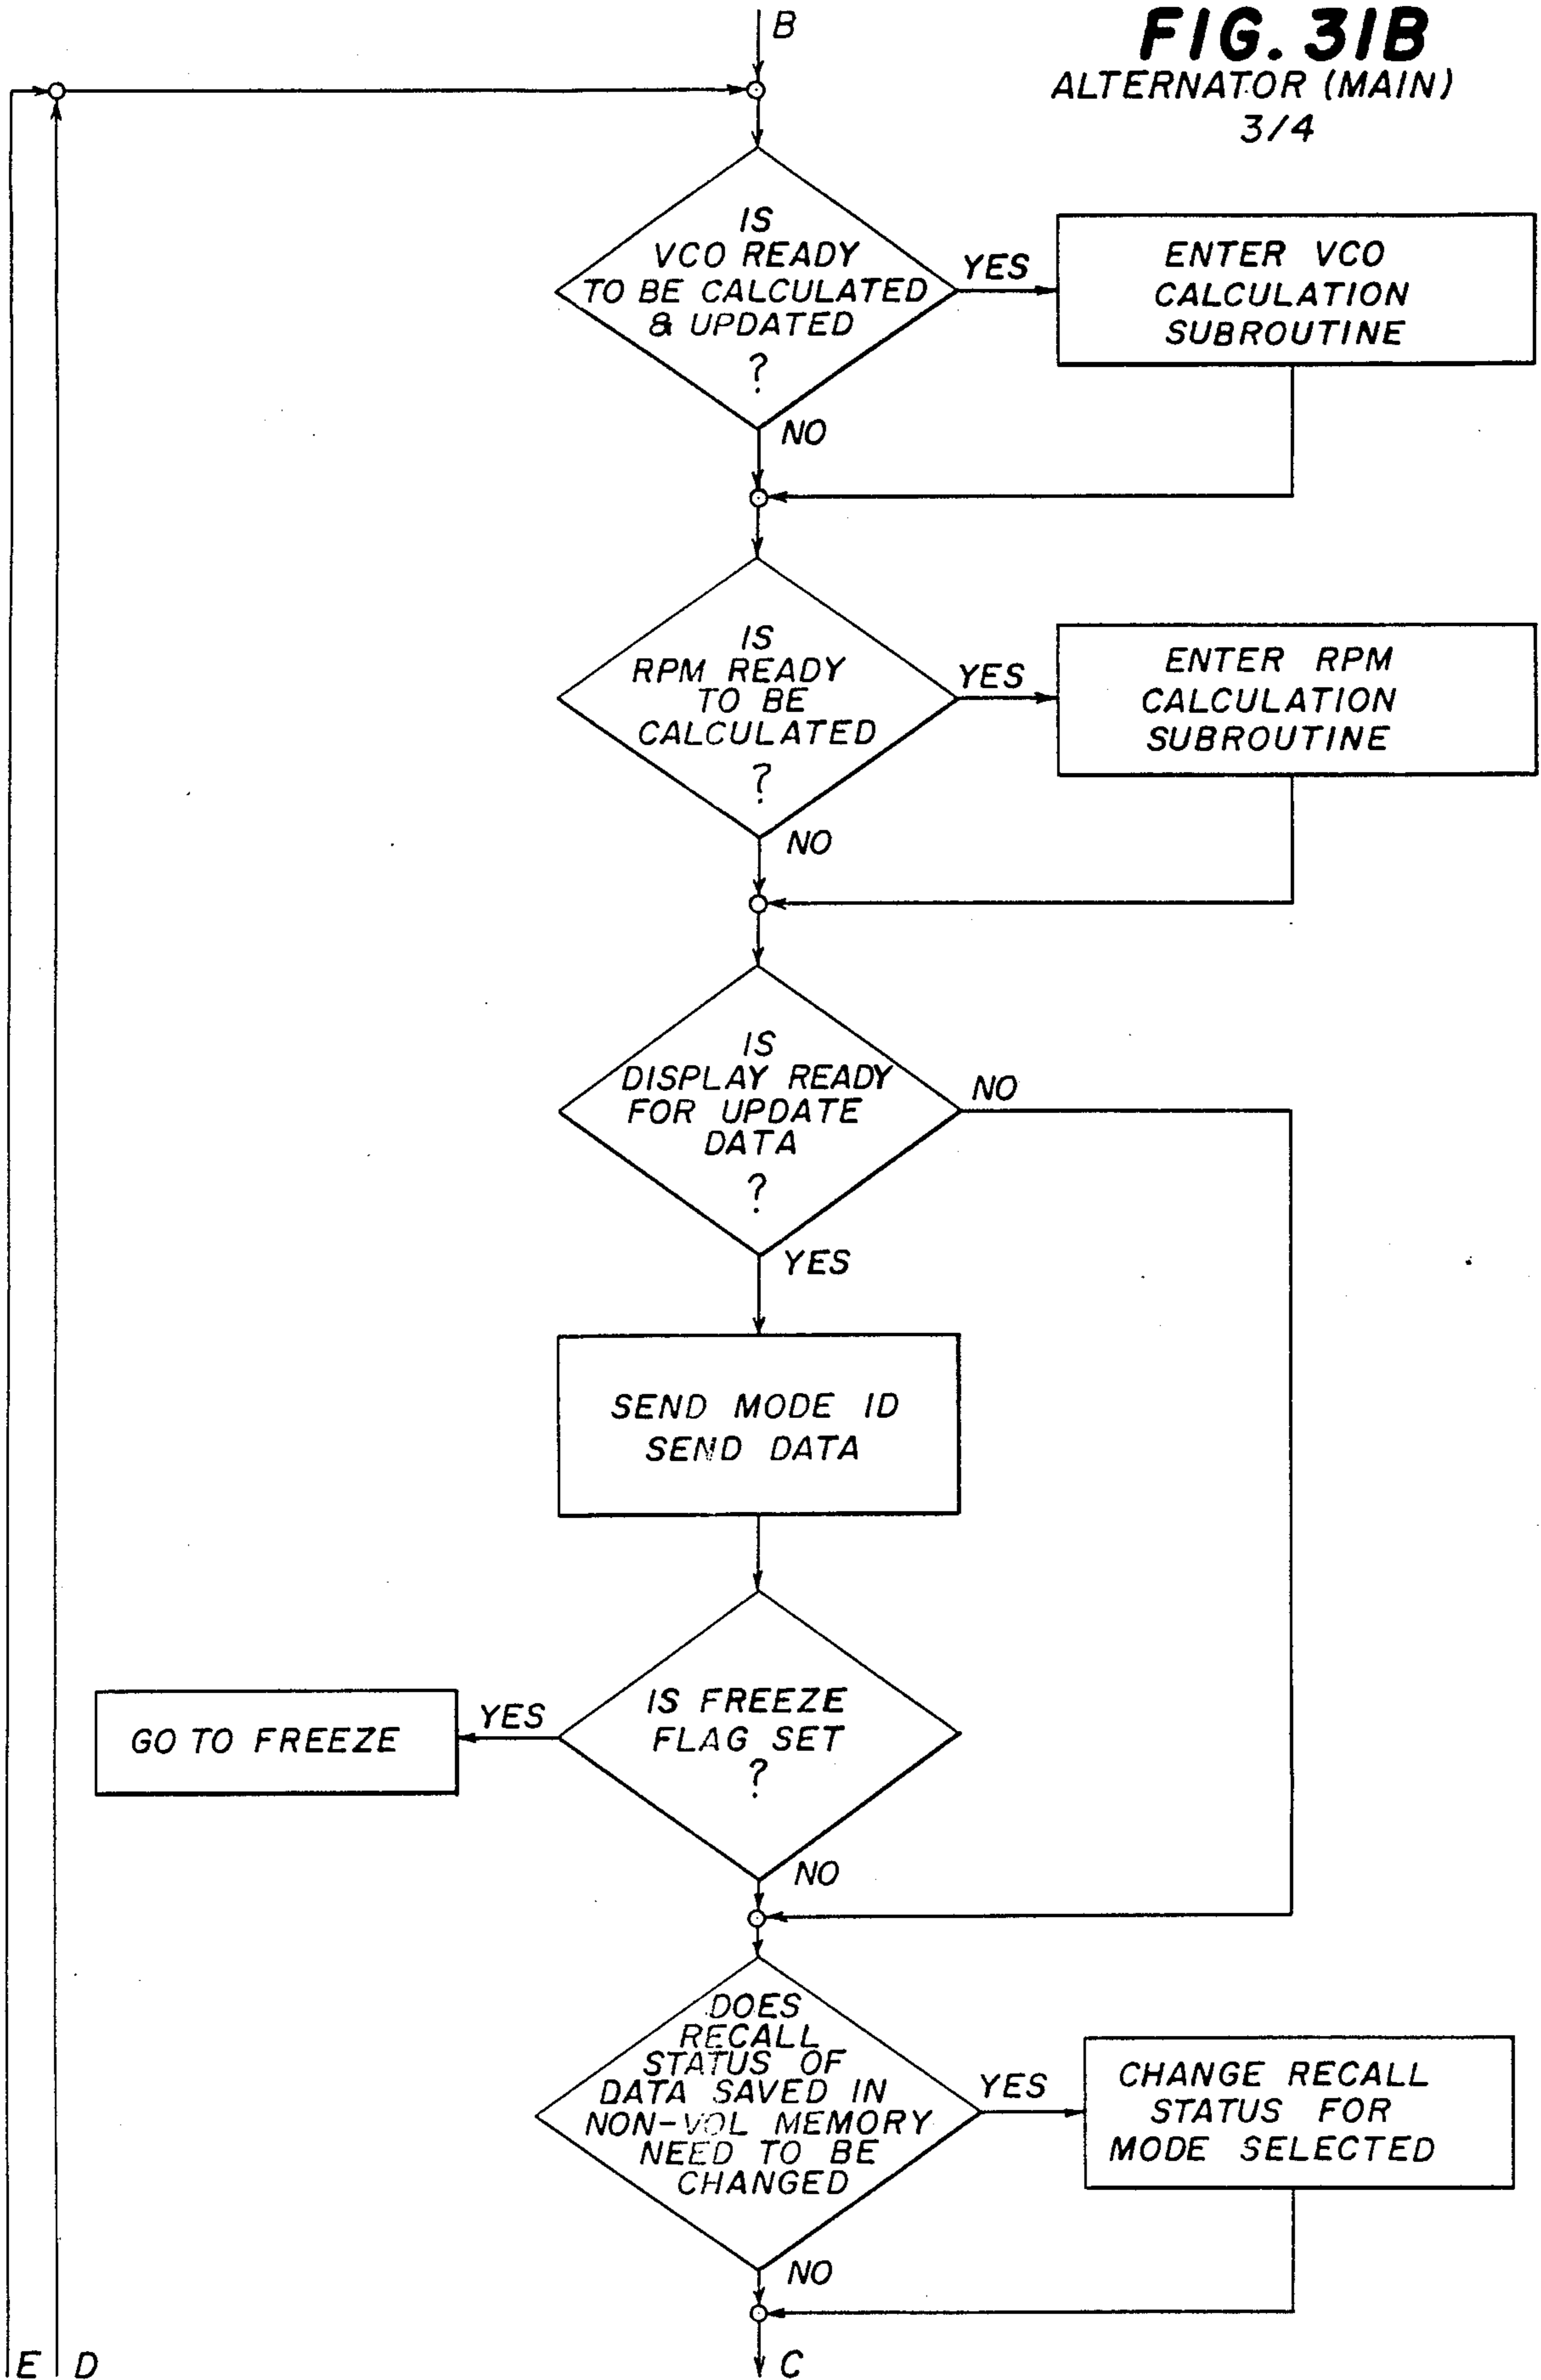 B
FIG. 31B
ALTERNATOR (MAIN)
3/4
IS
VCO READY
TO BE CALCULATED
& UPDATED
?
YES
ENTER VCO
CALCULATION
SUBROUTINE
NO
IS
RPM READY
TO BE
CALCULATED
?
YES
ENTER RPM
CALCULATION
SUBROUTINE
NO
IS
DISPLAY READY
FOR UPDATE
DATA
?
NO
YES
SEND MODE ID
SEND DATA
IS FREEZE
FLAG SET
?
YES
GO TO FREEZE
NO
DOES
RECALL
STATUS OF
DATA SAVED IN
NON-VOL MEMORY
NEED TO BE
CHANGED
YES
CHANGE RECALL
STATUS FOR
MODE SELECTED
NO
E
D
C